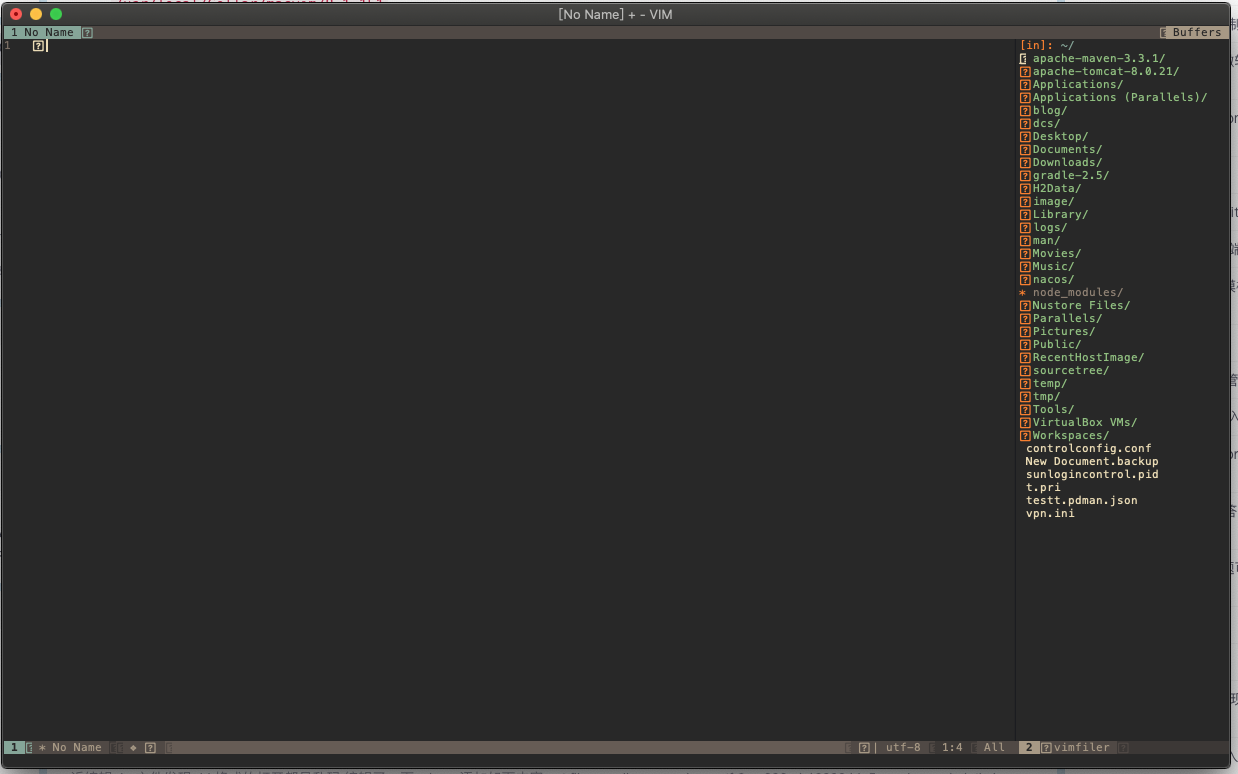 [No Name] + - VIM
1 No Name
Buffers
1
[in]: ~/
apache-maven-3.3.1/
apache-tomcat-8.0.21/
Applications/
Applications (Parallels)/
blog/
dcs/
Desktop/
Documents/
Downloads/
gradle-2.5/
H2Data/
image/
Library/
logs/
man/
Movies/
Music/
nacos/
* node_modules/
Nustore Files/
Parallels/
Pictures/
Public/
RecentHostImage/
sourcetree/
temp/
tmp/
Tools/
VirtualBox VMs/
Workspaces/
controlconfig.conf
New Document.backup
sunlogincontrol.pid
t.pri
testt.pdman.json
vpn.ini
1 * No Name ◆ | utf-8 1:4 All 2 vimfiler